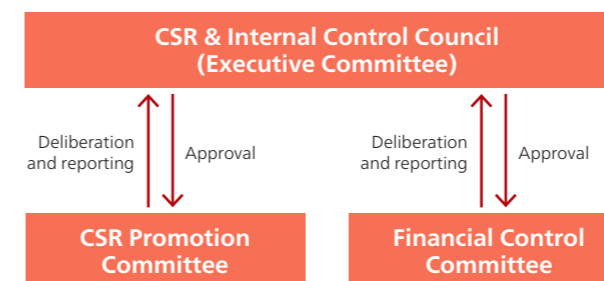 CSR & Internal Control Council
(Executive Committee)
Deliberation
and reporting
Approval
Deliberation
and reporting
Approval
CSR Promotion
Committee
Financial Control
Committee